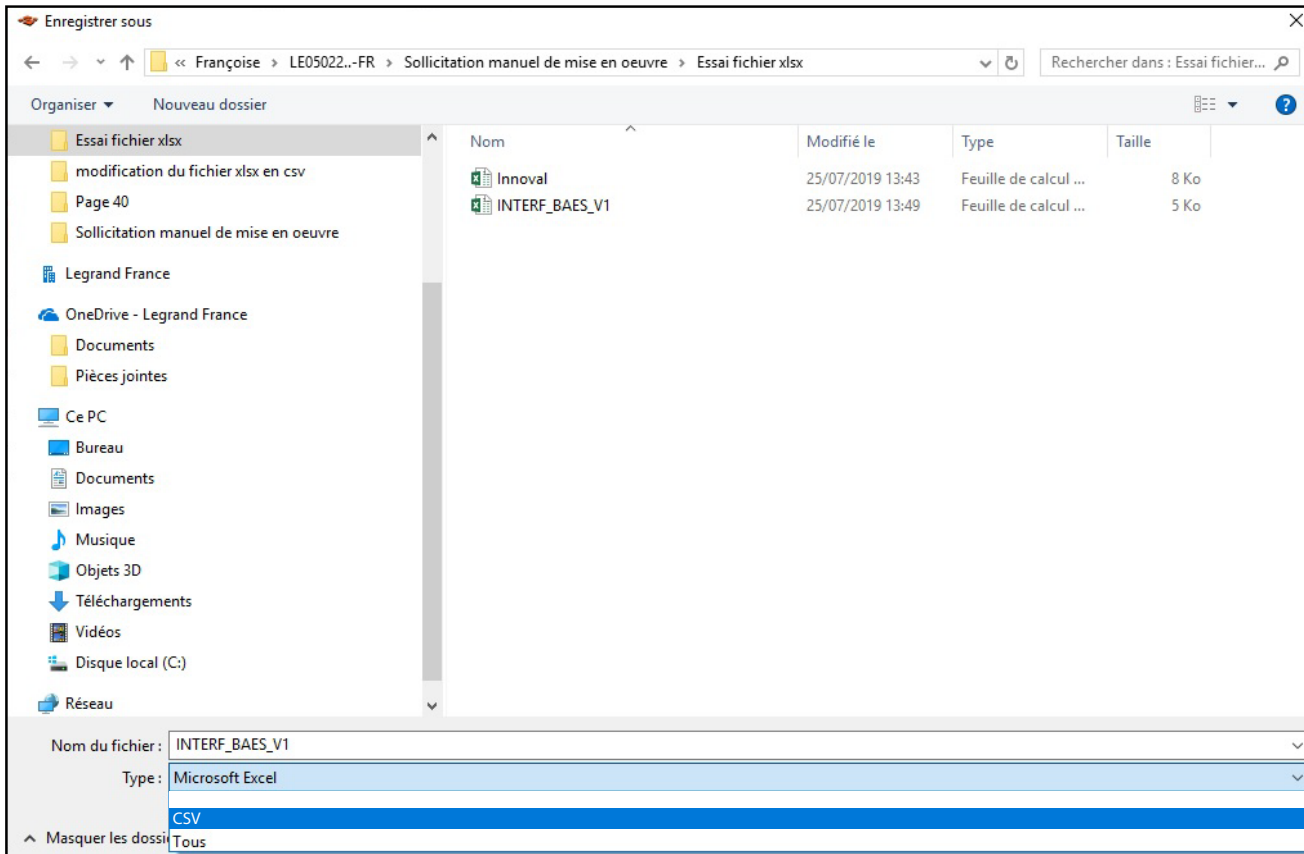 Enregistrer sous
« Françoise › LE05022..-FR › Sollicitation manuel de mise en oeuvre › Essai fichier xlsx
Rechercher dans : Essai fichier...
Organiser Nouveau dossier
Essai fichier xlsx
modification du fichier xlsx en csv
Page 40
Sollicitation manuel de mise en oeuvre
Legrand France
OneDrive - Legrand France
Documents
Pièces jointes
Ce PC
Bureau
Documents
Images
Musique
Objets 3D
Téléchargements
Vidéos
Disque local (C:)
Réseau
Nom Modifié le Type Taille
Innoval 25/07/2019 13:43 Feuille de calcul ... 8 Ko
INTERF_BAES_V1 25/07/2019 13:49 Feuille de calcul ... 5 Ko
Nom du fichier : INTERF_BAES_V1
Type : Microsoft Excel
CSV
Masquer les dossi
Tous